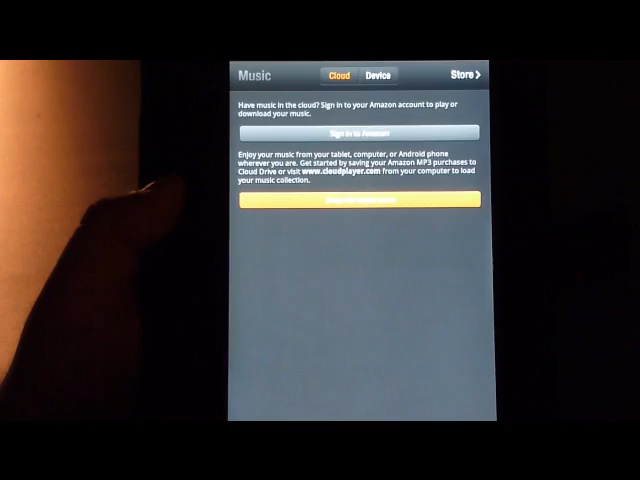 Music
Cloud
Device
Store
Have music in the cloud? Sign in to your Amazon account to play or
download your music.
Sign in to Amazon
Enjoy your music from your tablet, computer, or Android phone
wherever you are. Get started by saving your Amazon MP3 purchases to
Cloud Drive or visit www.cloudplayer.com from your computer to load
your music collection.